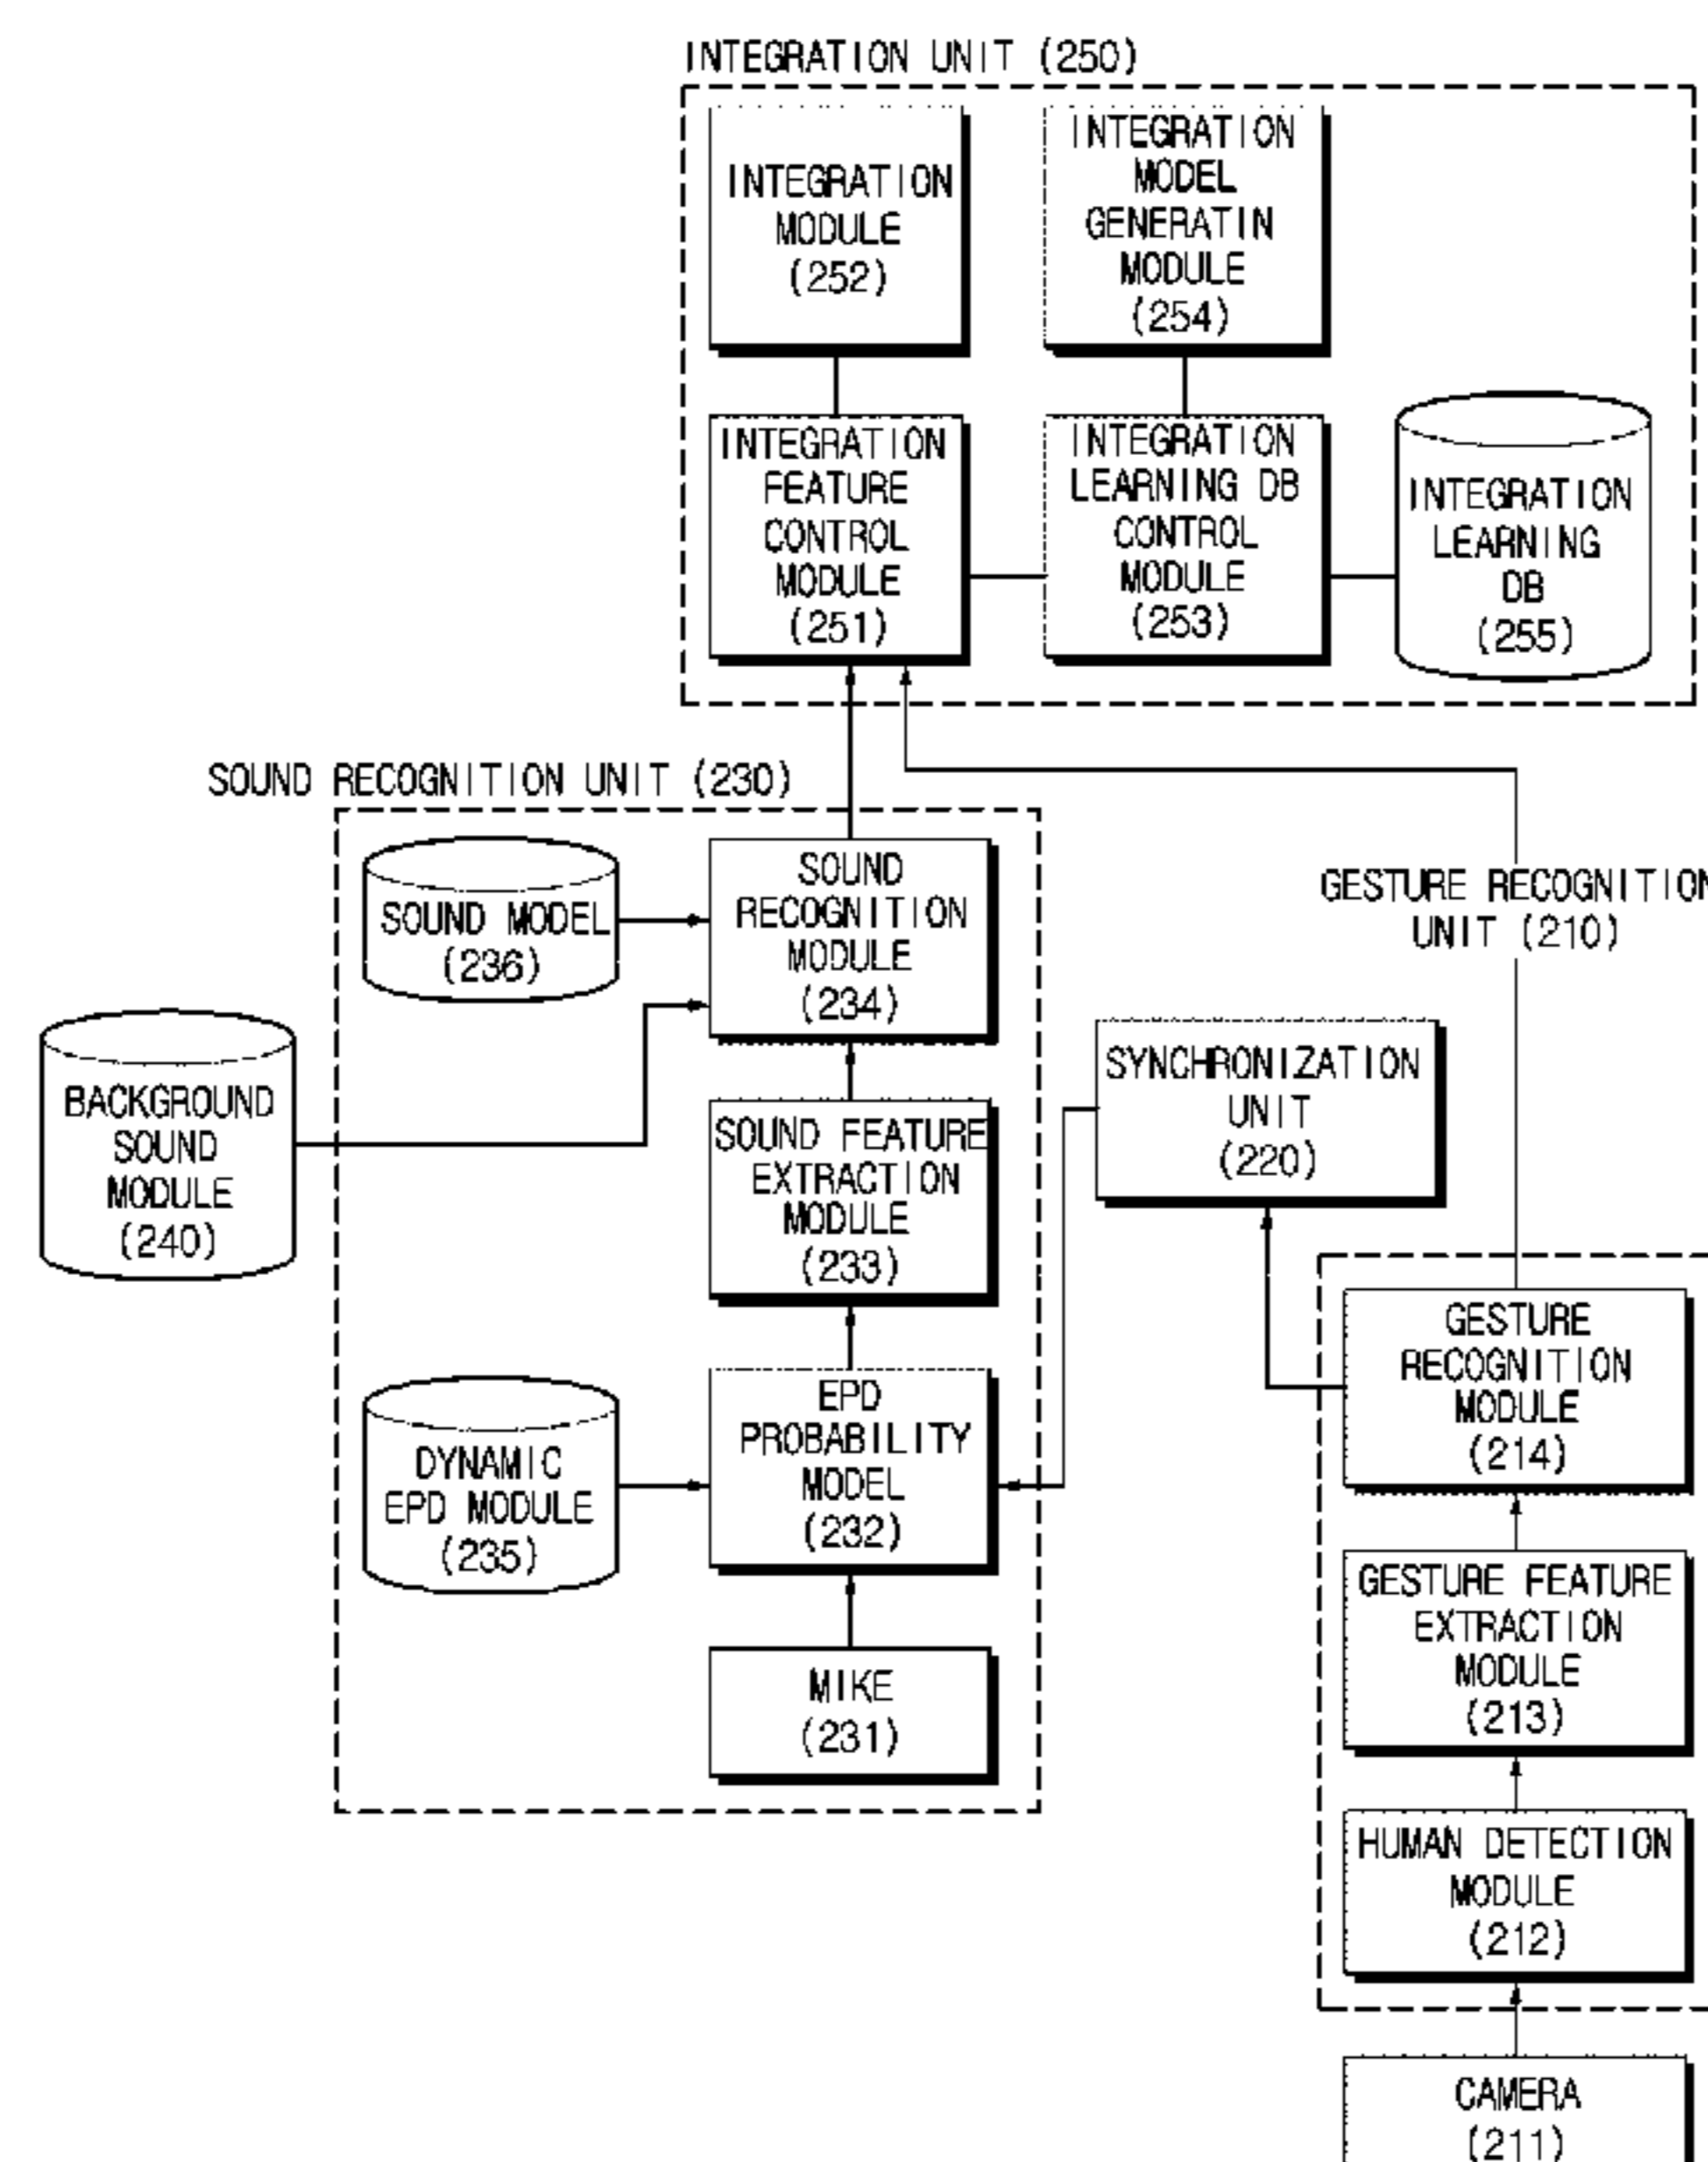 INTEGRATION UNIT (250)
INTEGRATION
MODULE
(252)
INTEGRATION
MODEL
GENERATIN
MODULE
(254)
INTEGRATION
FEATURE
CONTROL
MODULE
(251)
INTEGRATION
LEARNING DB
CONTROL
MODULE
(253)
INTEGRATION
LEARNING
DB
(255)
SOUND RECOGNITION UNIT (230)
SOUND MODEL
(236)
SOUND
RECOGNITION
MODULE
(234)
GESTURE RECOGNITION
UNIT (210)
BACKGROUND
SOUND
MODULE
(240)
SOUND FEATURE
EXTRACTION
MODULE
(233)
SYNCHRONIZATION
UNIT
(220)
DYNAMIC
EPD MODULE
(235)
EPD
PROBABILITY
MODEL
(232)
GESTURE
RECOGNITION
MODULE
(214)
MIKE
(231)
GESTURE FEATURE
EXTRACTION
MODULE
(213)
HUMAN DETECTION
MODULE
(212)
CAMERA
(211)